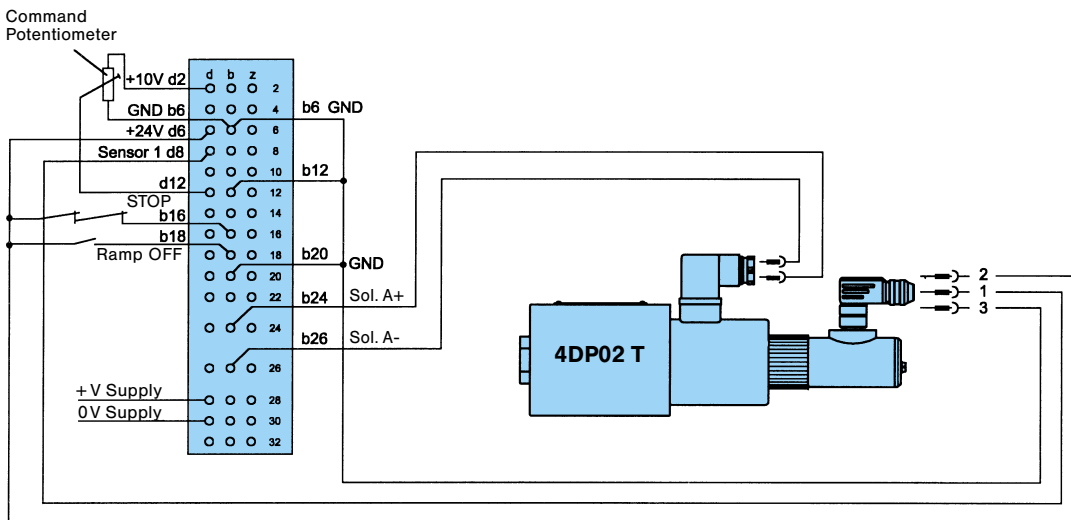 Command
Potentiometer
+10V d2
GND b6
+24V d6
Sensor 1 d8
d12
STOP
b16
b18
Ramp OFF
+V Supply
0V Supply
d b z
2
4
6
8
10
12
14
16
18
20
22
24
26
28
30
32
b6 GND
b12
b20
GND
b24 Sol. A+
b26 Sol. A-
4DP02 T
2
1
3